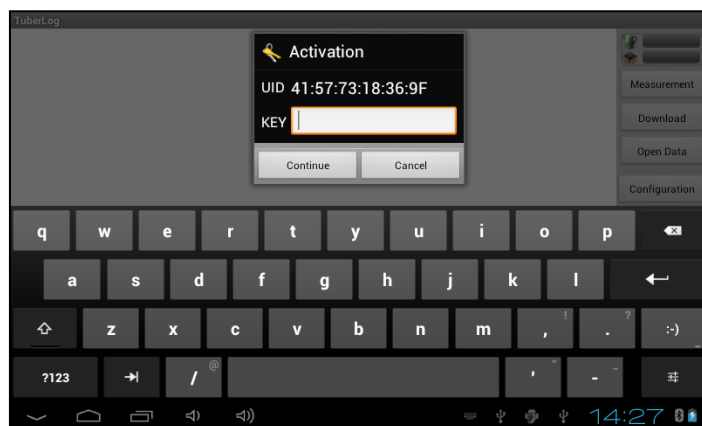 TuberLog
Activation
UID 41:57:73:18:36:9F
KEY
Continue Cancel
Measurement
Download
Open Data
Configuration
q w e r t y u i o p
a s d f g h j k l
z x c v b n m , ! . ? :-)
?123 / @ ' " - _
14:27